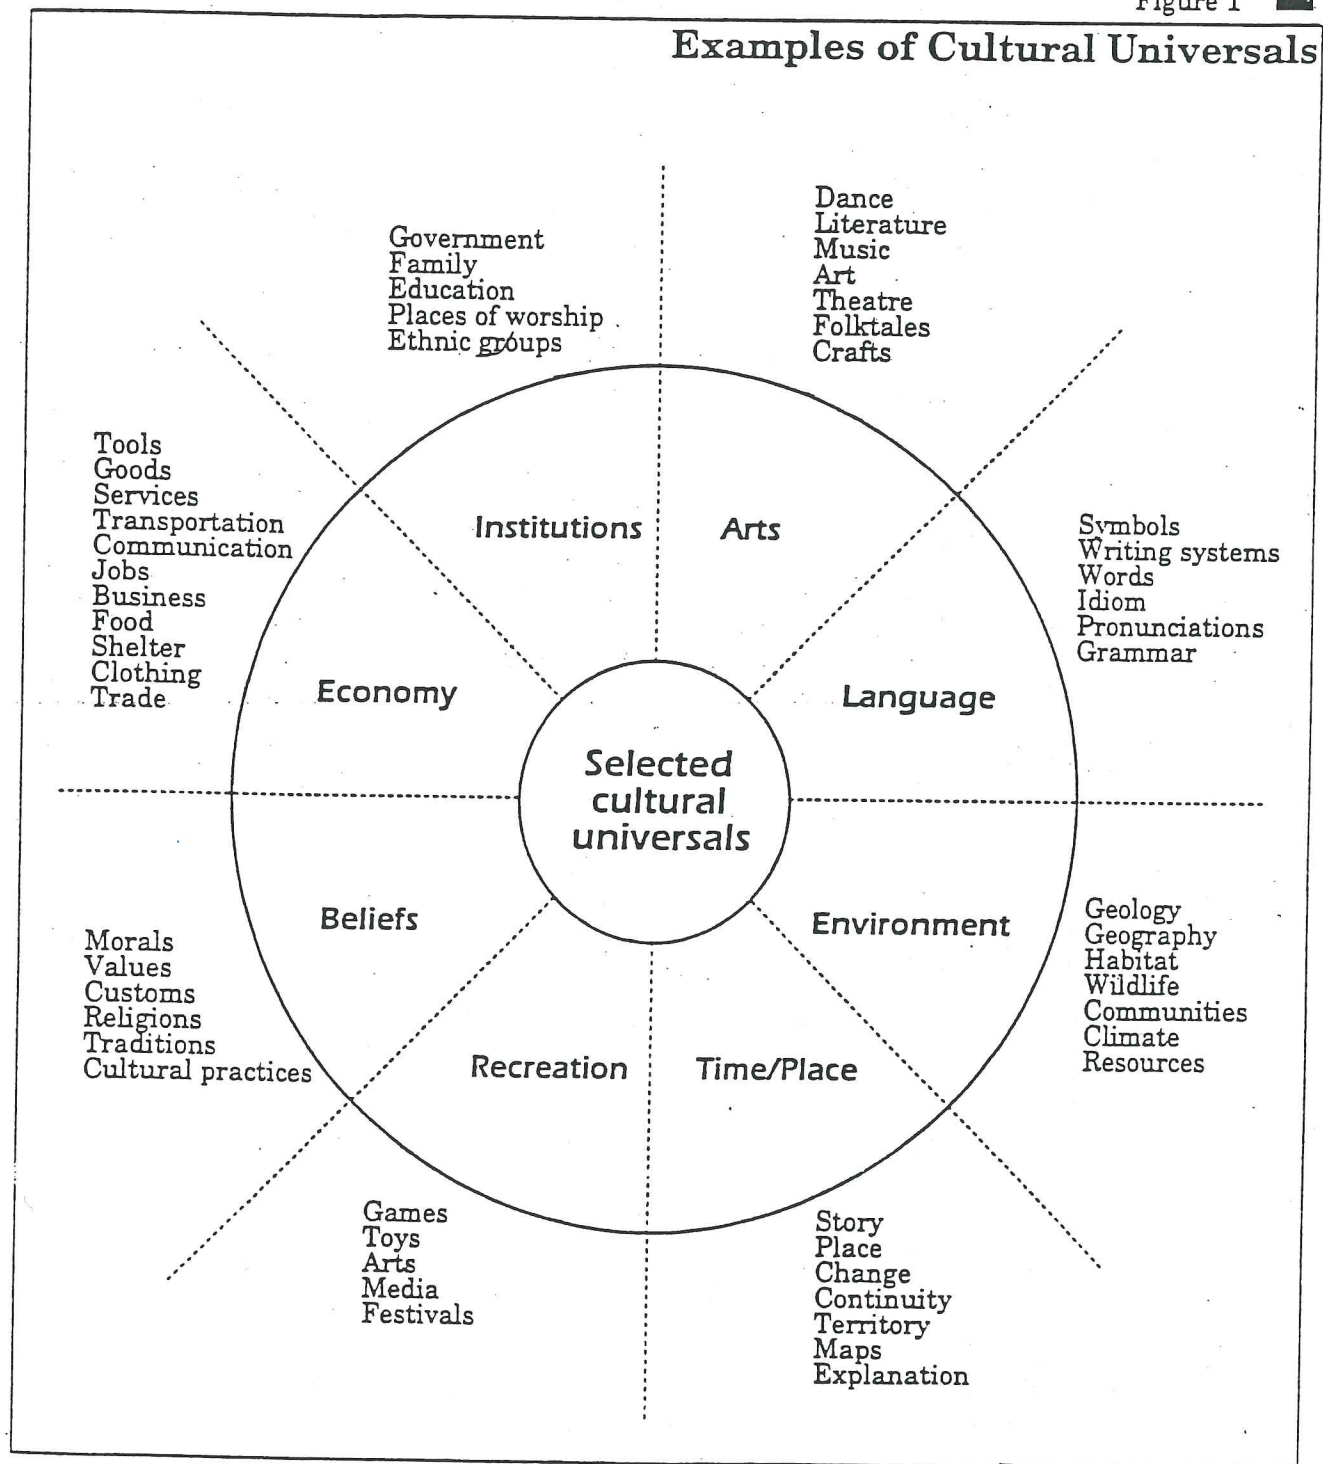 Figure 1
Examples of Cultural Universals
Dance
Literature
Music
Art
Theatre
Folktales
Crafts
Government
Family
Education
Places of worship
Ethnic groups
Tools
Goods
Services
Transportation
Communication
Jobs
Business
Food
Shelter
Clothing
Trade
Institutions
Arts
Symbols
Writing systems
Words
Idiom
Pronunciations
Grammar
Economy
Language
Selected
cultural
universals
Beliefs
Environment
Morals
Values
Customs
Religions
Traditions
Cultural practices
Geology
Geography
Habitat
Wildlife
Communities
Climate
Resources
Recreation
Time/Place
Games
Toys
Arts
Media
Festivals
Story
Place
Change
Continuity
Territory
Maps
Explanation